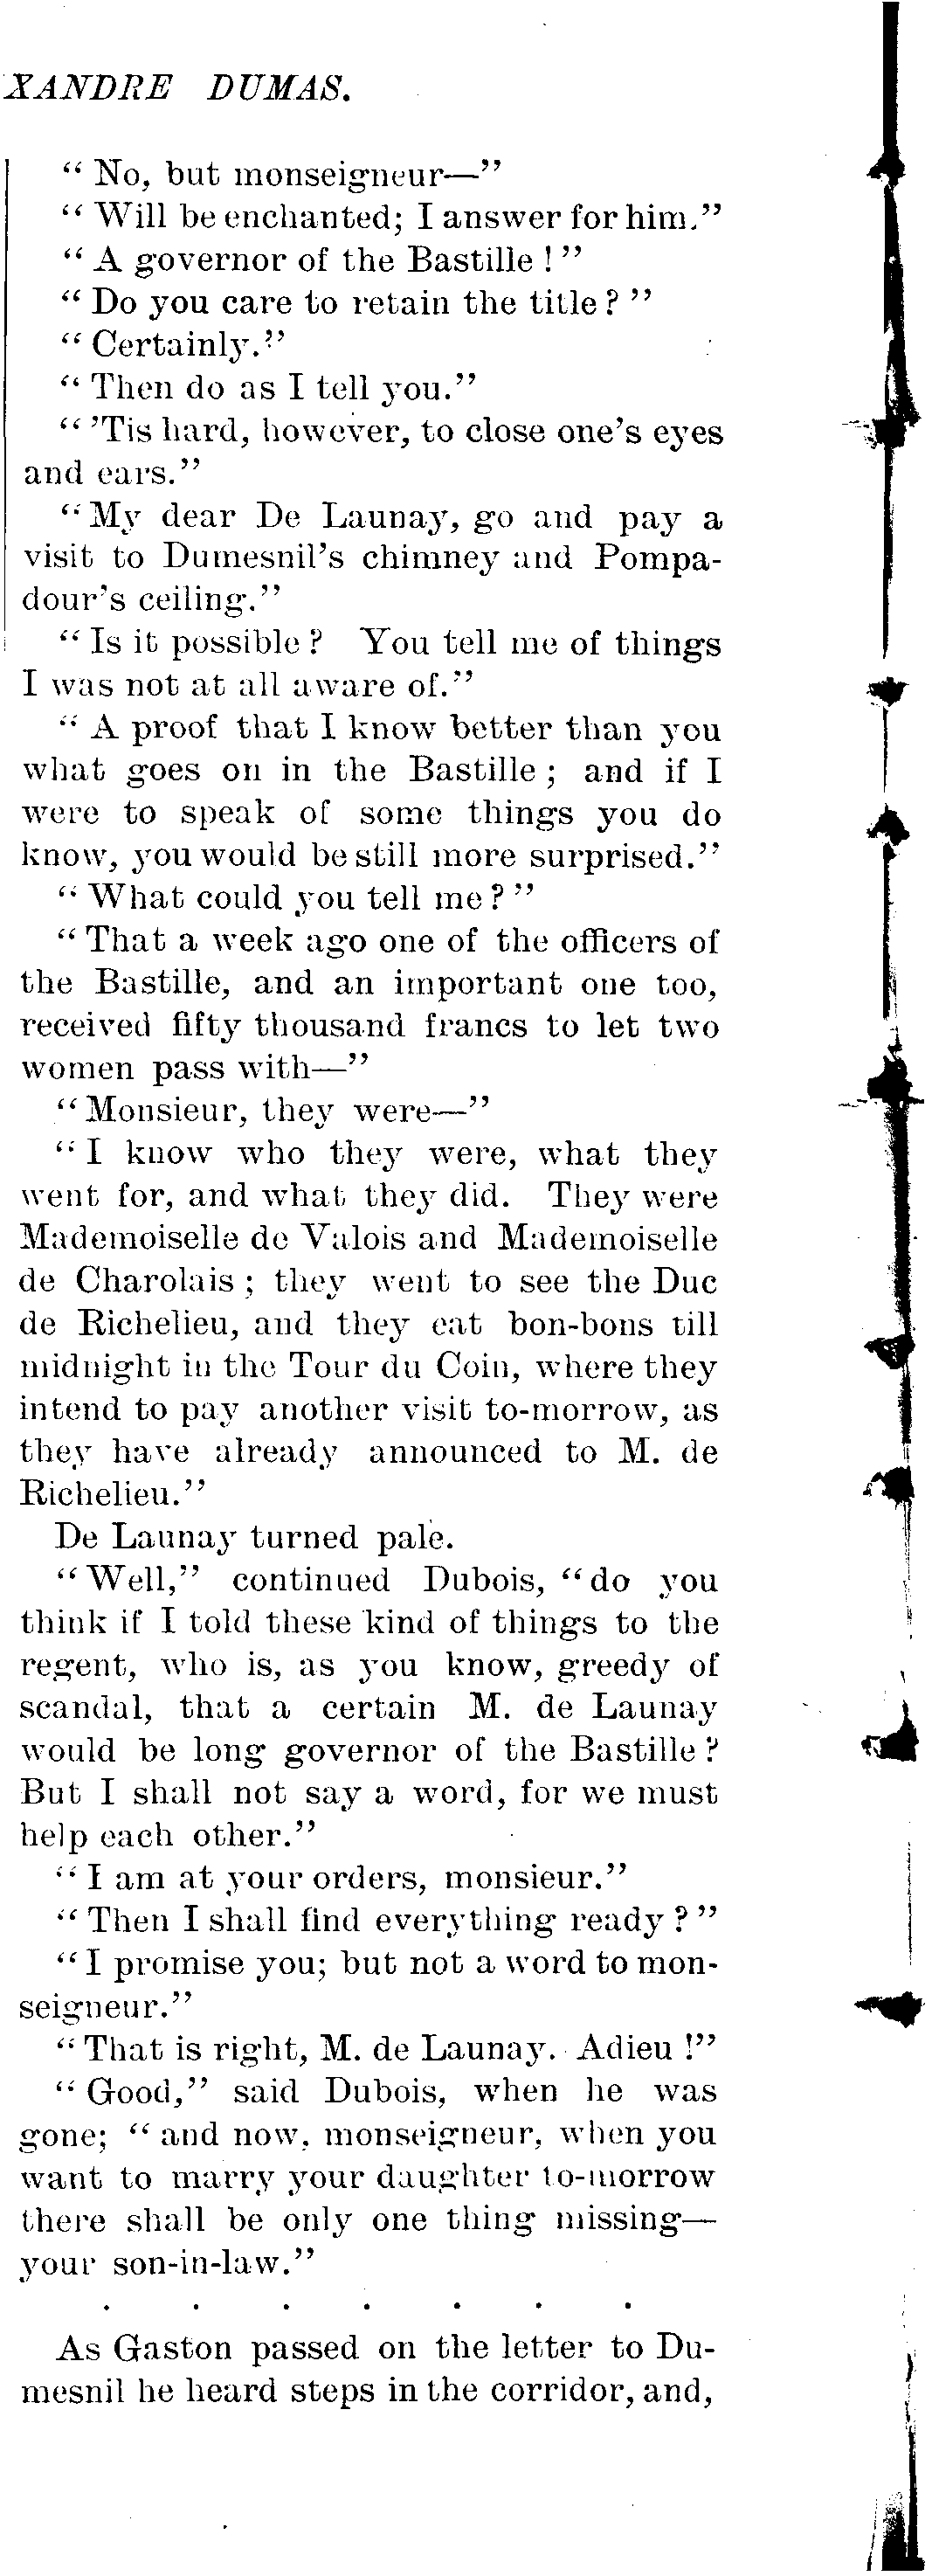 XANDRE DUMAS.
“ No, but monseigneur—”
“ Will be enchanted; I answer for him.”
“ A governor of the Bastille ! ”
“ Do you care to retain the title ? ”
“ Certainly.”
“ Then do as I tell you.”
“ ’Tis hard, however, to close one’s eyes
and ears.”
“ My dear De Launay, go and pay a
visit to Dumesnil’s chimney and Pompa-
dour’s ceiling.”
“ Is it possible ? You tell me of things
I was not at all aware of.”
“ A proof that I know better than you
what goes on in the Bastille ; and if I
were to speak of some things you do
know, you would be still more surprised.”
“ What could you tell me ? ”
“ That a week ago one of the officers of
the Bastille, and an important one too,
received fifty thousand francs to let two
women pass with—”
“ Monsieur, they were—”
“ I know who they were, what they
went for, and what they did. They were
Mademoiselle de Valois and Mademoiselle
de Charolais ; they went to see the Duc
de Richelieu, and they eat bon-bons till
midnight in the Tour du Coin, where they
intend to pay another visit to-morrow, as
they have already announced to M. de
Richelieu.”
De Launay turned pale.
“ Well,” continued Dubois, “ do you
think if I told these kind of things to the
regent, who is, as you know, greedy of
scandal, that a certain M. de Launay
would be long governor of the Bastille ?
But I shall not say a word, for we must
help each other.”
“ I am at your orders, monsieur.”
“ Then I shall find everything ready ? ”
“ I promise you; but not a word to mon-
seigneur.”
“ That is right, M. de Launay. Adieu !”
“ Good,” said Dubois, when he was
gone; “ and now, monseigneur, when you
want to marry your daughter to-morrow
there shall be only one thing missing—
your son-in-law.”
. . . . . . .
As Gaston passed on the letter to Du-
mesnil he heard steps in the corridor, and,